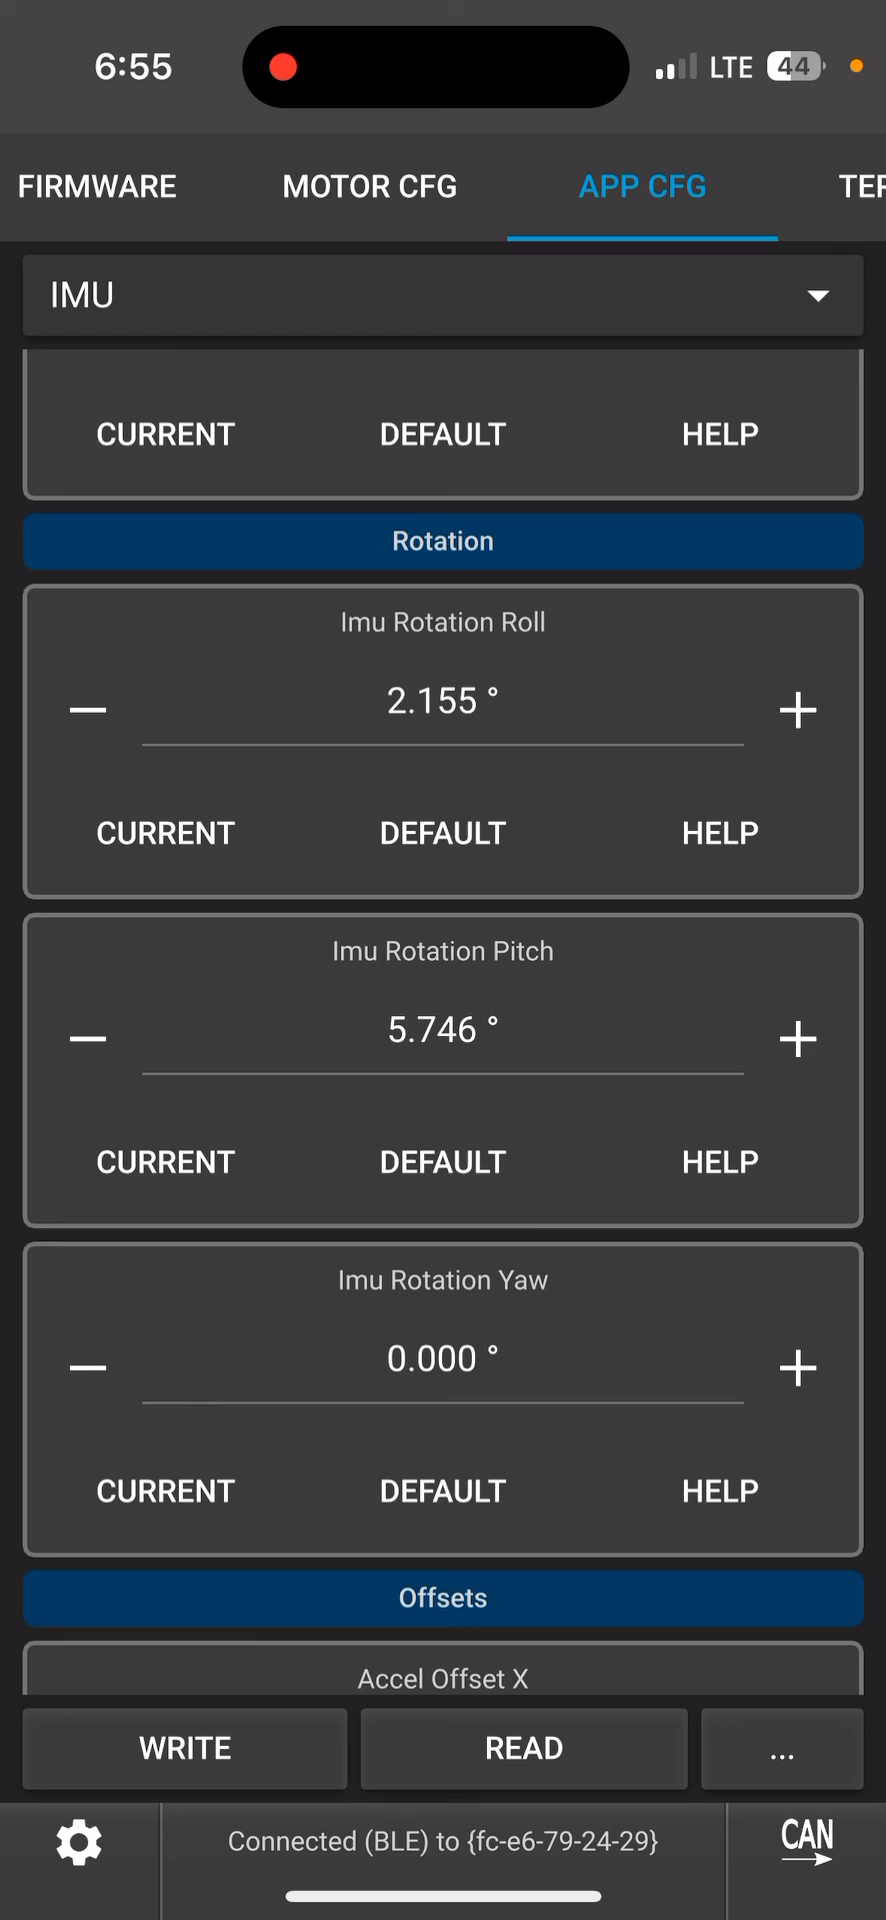 6:55
LTE 44
FIRMWARE MOTOR CFG APP CFG
IMU
CURRENT DEFAULT HELP
Rotation
Imu Rotation Roll
— 2.155 ° +
CURRENT DEFAULT HELP
Imu Rotation Pitch
— 5.746 ° +
CURRENT DEFAULT HELP
Imu Rotation Yaw
— 0.000 ° +
CURRENT DEFAULT HELP
Offsets
Accel Offset X
WRITE READ ...
Connected (BLE) to {fc-e6-79-24-29} CAN